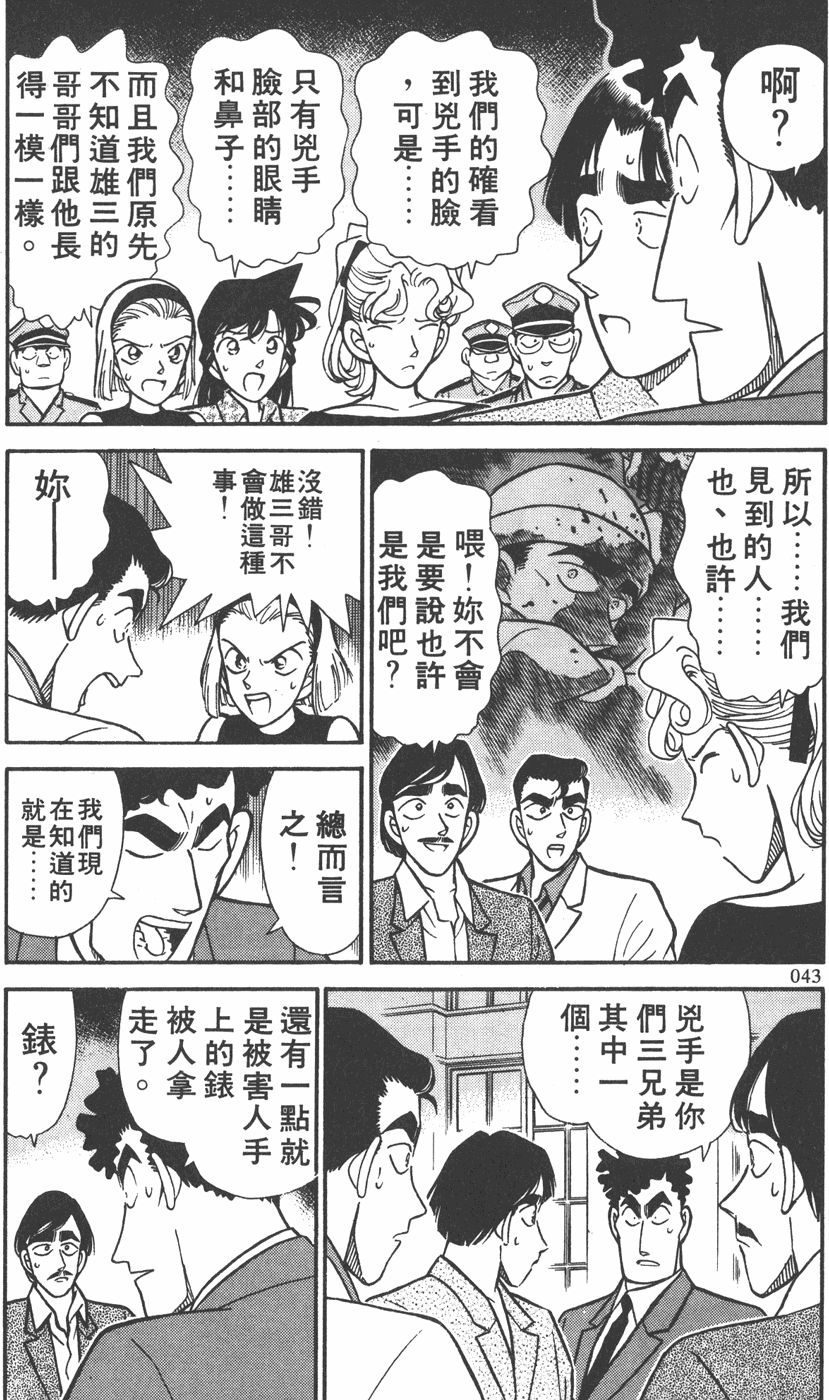 啊?
我們的確看
到兇手的臉
,可是……
只有兇手
臉部的眼睛
和鼻子……
而且我們原先
不知道雄三的
哥哥們跟他長
得一模一樣。
所以……我們
見到的人……
也、也許……
喂!妳不會
是要說也許
是我們吧?
沒錯!
雄三哥不
會做這種
事!
妳——
總而言
之!
我們現
在知道的
就是……
043
兇手是你
們三兄弟
其中一
個……
還有一點就
是被害人手
上的錶
被人拿
走了。
錶?